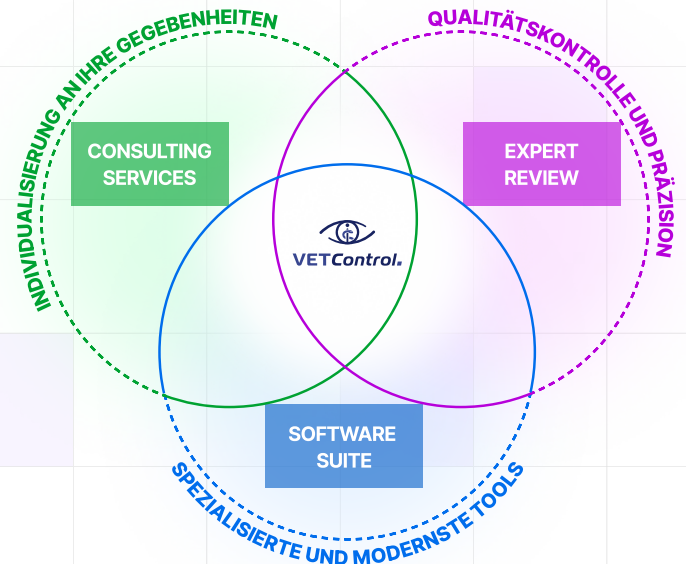 INDIVIDUALISIERUNG AN IHRE GEGEBENHEITEN
QUALITÄTSKONTROLLE UND PRÄZISION
CONSULTING
SERVICES
EXPERT
REVIEW
VETControl.
SOFTWARE
SUITE
SPEZIALISIERTE UND MODERNSTE TOOLS